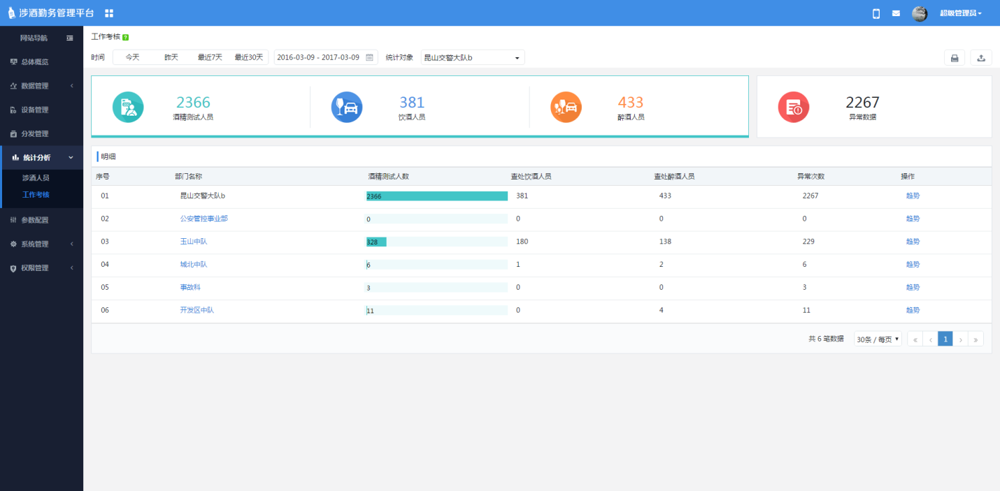 涉酒勤务管理平台
超级管理员
网站导航
总体概览
数据管理
设备管理
分发管理
统计分析
涉酒人员
工作考核
参数配置
系统管理
权限管理
工作考核 ?
时间 今天 昨天 最近7天 最近30天 2016-03-09 - 2017-03-09 统计对象 昆山交警大队b
2366 381 433 2267
酒精测试人员 饮酒人员 醉酒人员 异常数据
明细
序号 部门名称 酒精测试人数 查处饮酒人员 查处醉酒人员 异常次数 操作
01 昆山交警大队b 2366 381 433 2267 趋势
02 公安管控事业部 0 0 0 0 趋势
03 玉山中队 328 180 138 229 趋势
04 城北中队 6 1 2 6 趋势
05 事故科 3 0 0 3 趋势
06 开发区中队 11 0 4 11 趋势
共 6 笔数据 30条 / 每页 « ‹ 1 › »